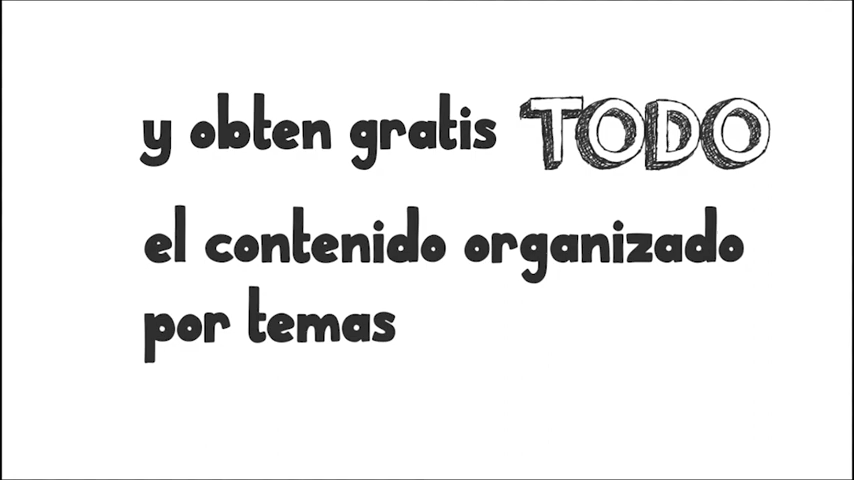 y obten gratis TODO
el contenido organizado
por temas